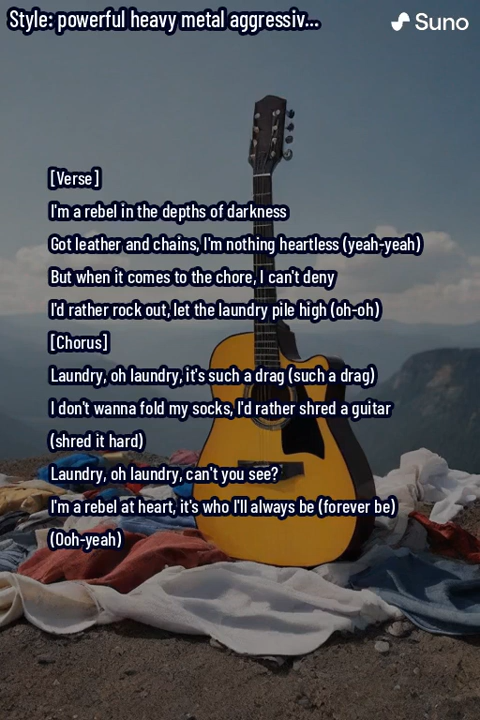 Style: powerful heavy metal aggressiv...
Suno
[Verse]
I'm a rebel in the depths of darkness
Got leather and chains, I'm nothing heartless (yeah-yeah)
But when it comes to the chore, I can't deny
I'd rather rock out, let the laundry pile high (oh-oh)
[Chorus]
Laundry, oh laundry, it's such a drag (such a drag)
I don't wanna fold my socks, I'd rather shred a guitar
(shred it hard)
Laundry, oh laundry, can't you see?
I'm a rebel at heart, it's who I'll always be (forever be)
(Ooh-yeah)